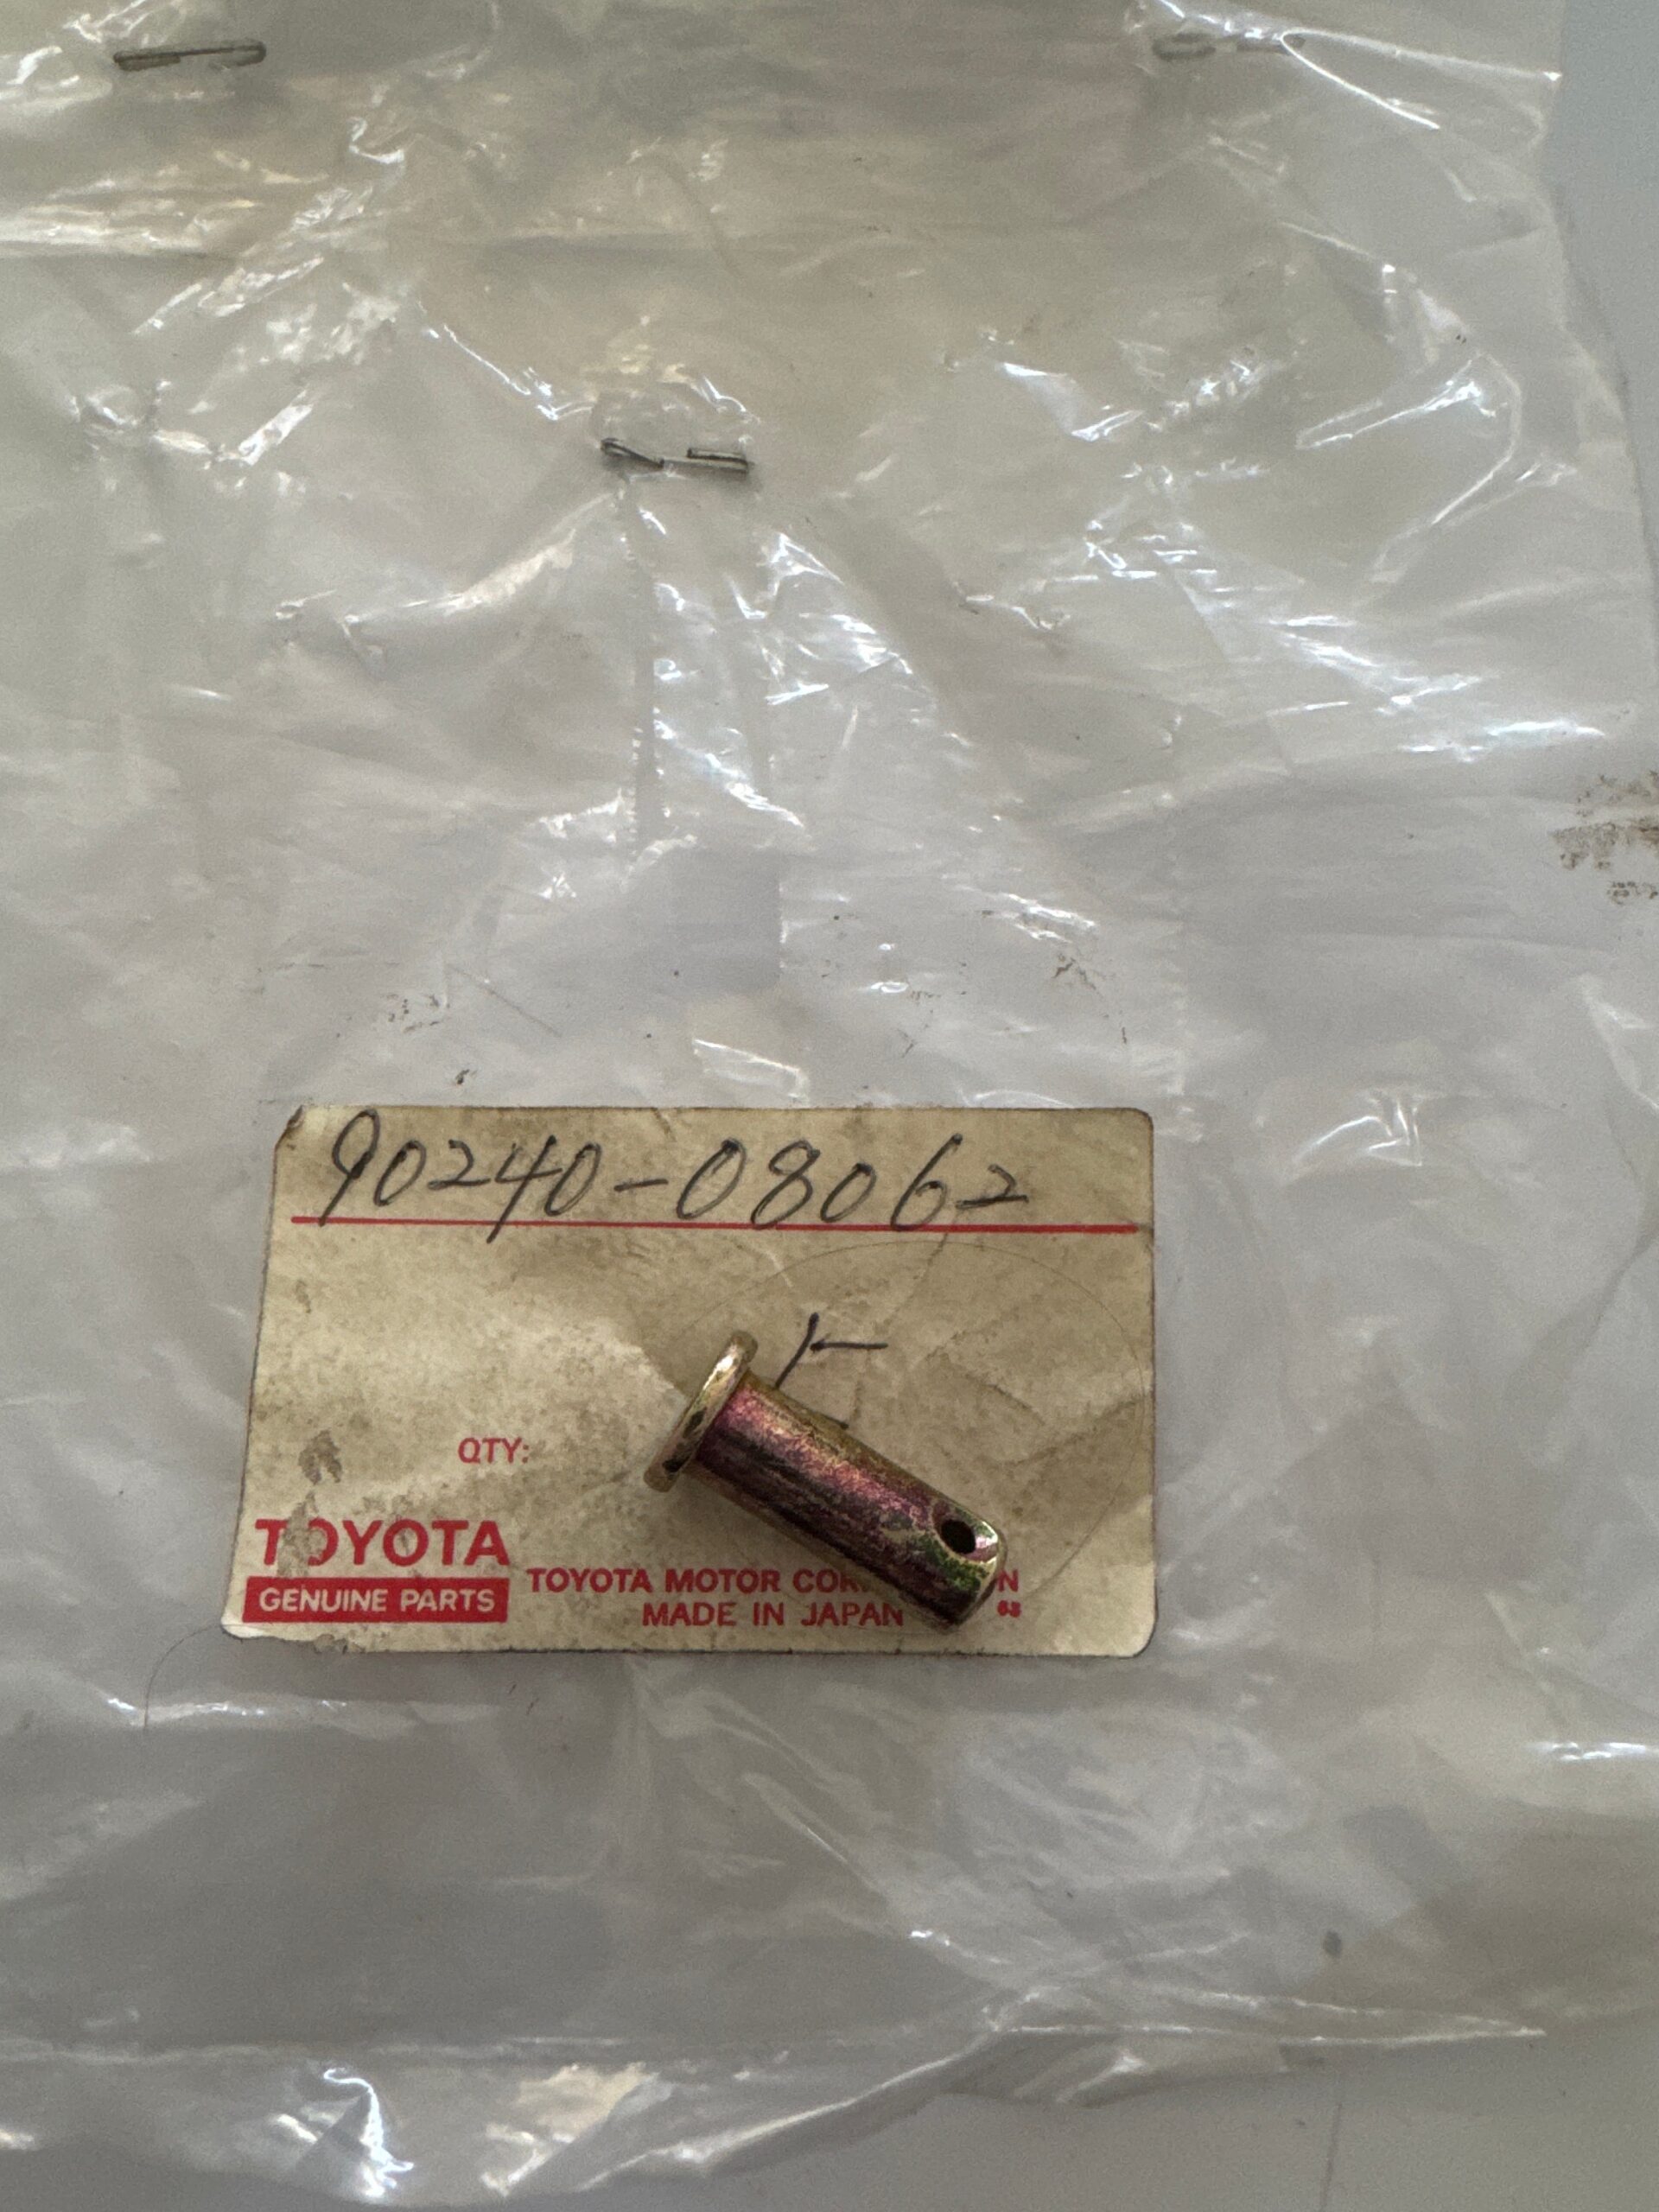 90240-08062
QTY:
TOYOTA
GENUINE PARTS
TOYOTA MOTOR
MADE IN JAPAN